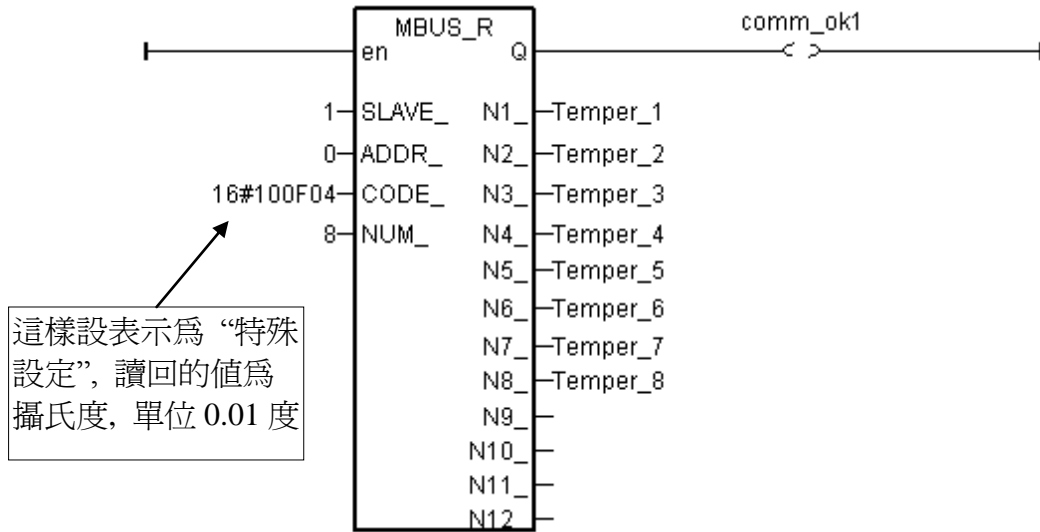 MBUS_R
comm_ok1
en Q
1 SLAVE_ N1_ Temper_1
0 ADDR_ N2_ Temper_2
16#100F04 CODE_ N3_ Temper_3
8 NUM_ N4_ Temper_4
N5_ Temper_5
N6_ Temper_6
N7_ Temper_7
N8_ Temper_8
N9_
N10_
N11_
N12_
這樣設表示爲 “特殊
設定”, 讀回的值爲
攝氏度, 單位 0.01 度